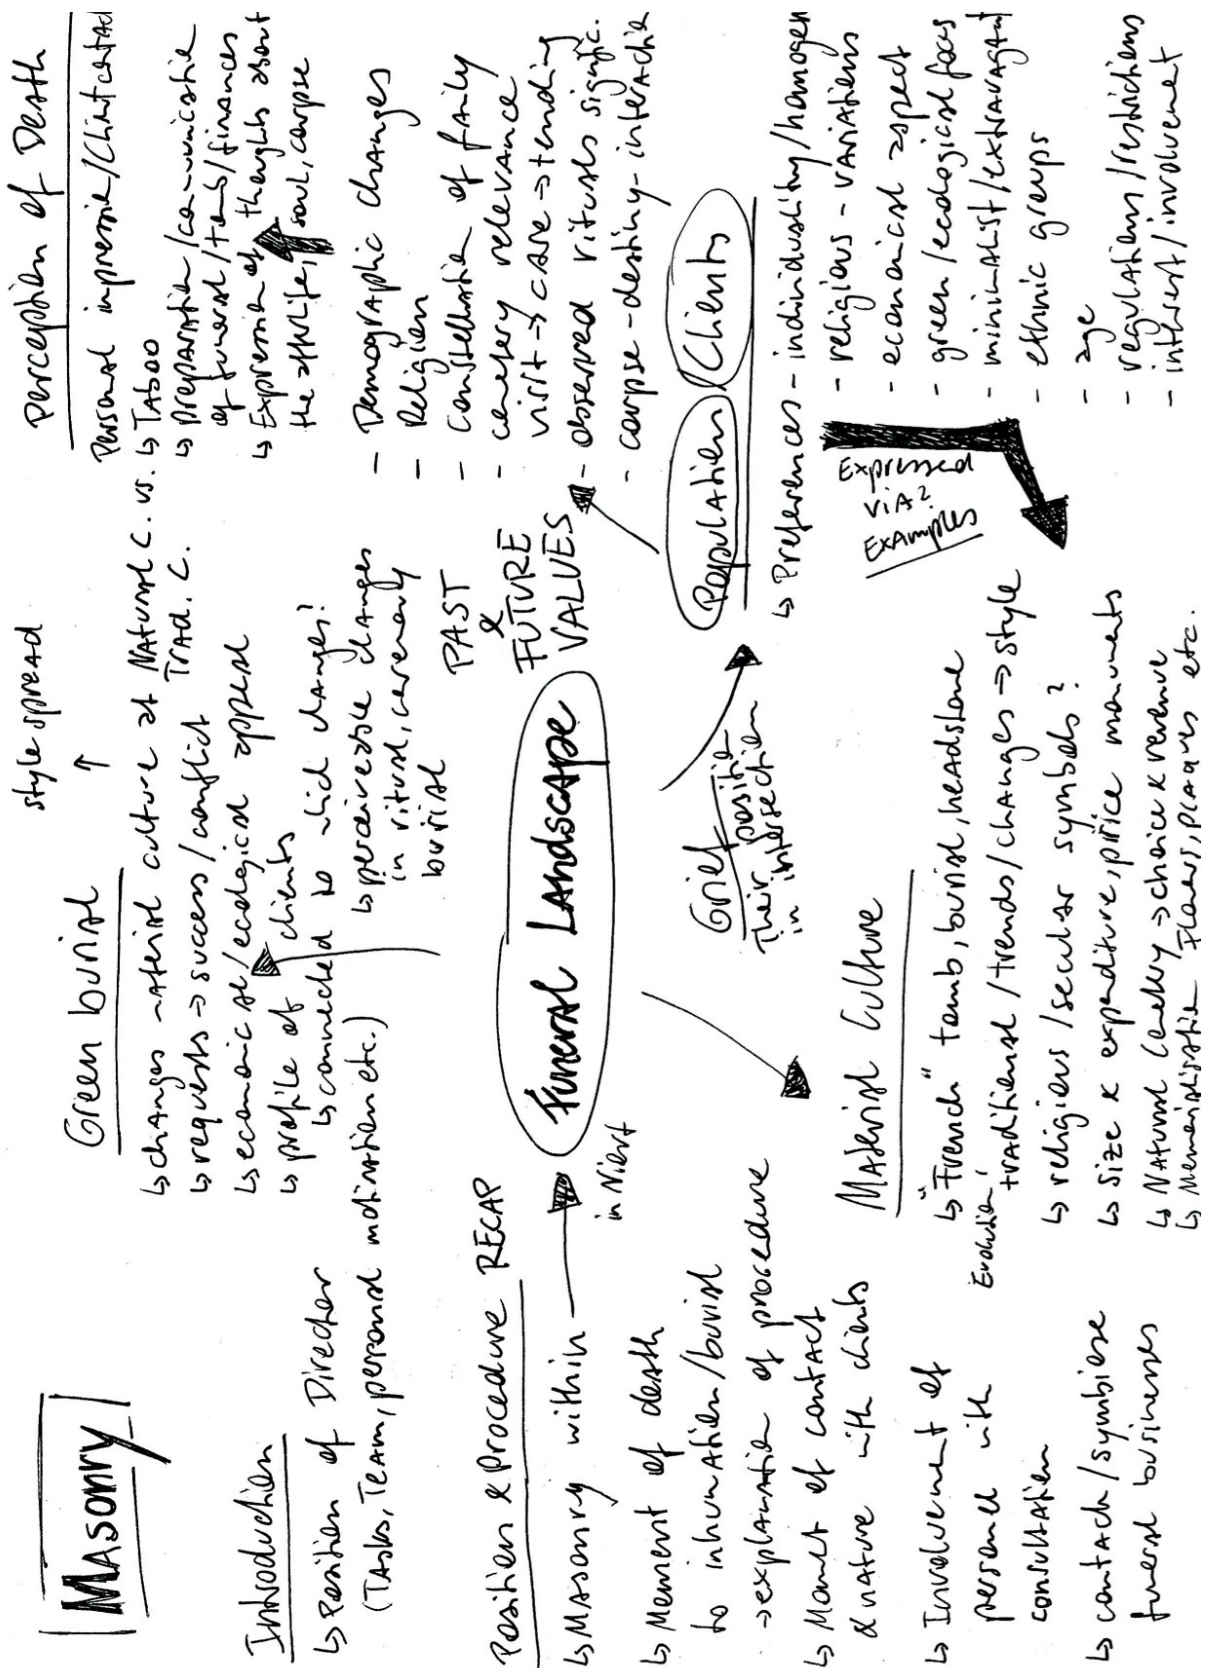 Masonry
Introduction
↳ Position of Director
(Tasks, Team, personal motivation etc.)
Position & Procedure RECAP
↳ Masonry within
↳ Moment of death
to inhumation/burial
→ explanation of procedure
↳ Moment of contact
& nature with clients
↳ Involvement of
personel with
consultation
↳ contach/symbiose
funeral businesses
style spread
↑
Green burial
↳ changes material culture at Natural C. vs.
Trad. C.
↳ requests → success/conflict
↳ economical/ecological appeal
↳ profile of clients
↳ connected to which changes?
↳ perceivable changes
in ritual, ceremony
burial
Funeral Landscape
in Niort
PAST
&
FUTURE
VALUES
Grief
Their position
in intersection
Material Culture
↳ "French" tomb, burial, headstone
Evolution!
traditional/trends/changes ⇒ style
↳ religious/secular symbols?
↳ Size & expenditure, price monuments
↳ Natural Cemetery → choice & revenue
↳ Memorialisation Flowers, plaques etc.
Perception of Death
Personal impression/Client contact
↳ Taboo
↳ preparation/communication
of funeral/tomb/finances
↳ Expression of thoughts about
the afterlife, soul, corpse
- Demographic changes
- Religion
- constellation of family
- cemetery relevance
visit → care → tending
- observed rituals signific.
- corpse-destiny-interaction
Population/Clients
↳ Preferences - individuality/homogen
- religious-variations
- economical aspect
- green/ecological focus
- minimalist/extravagant
- ethnic groups
- age
- regulations/restrictions
- interest/involvement
Expressed
via?
Examples